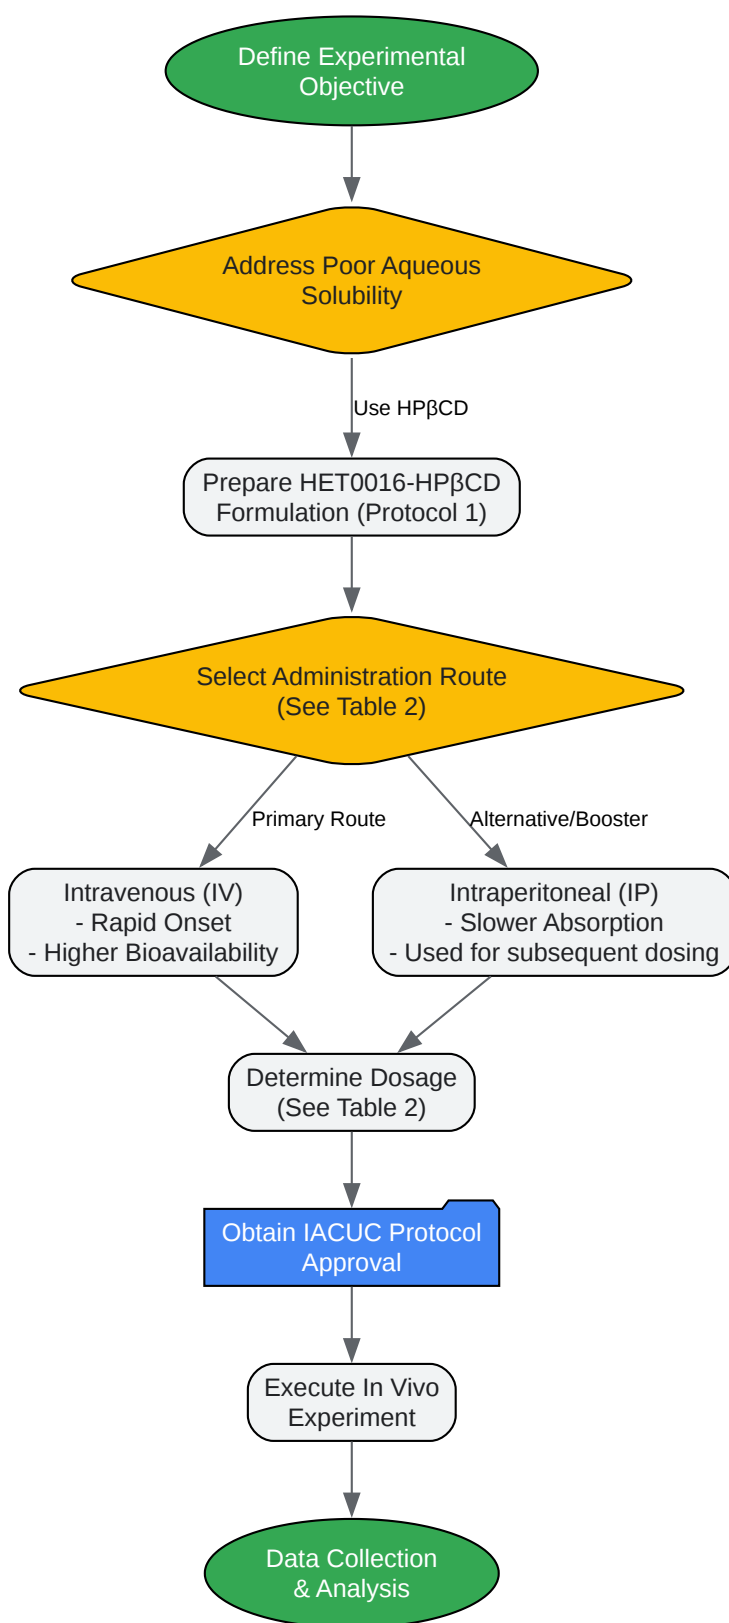 Define Experimental
Objective
Address Poor Aqueous
Solubility
Use HPβCD
Prepare HET0016-HPβCD
Formulation (Protocol 1)
Select Administration Route
(See Table 2)
Primary Route
Alternative/Booster
Intravenous (IV)
- Rapid Onset
- Higher Bioavailability
Intraperitoneal (IP)
- Slower Absorption
- Used for subsequent dosing
Determine Dosage
(See Table 2)
Obtain IACUC Protocol
Approval
Execute In Vivo
Experiment
Data Collection
& Analysis